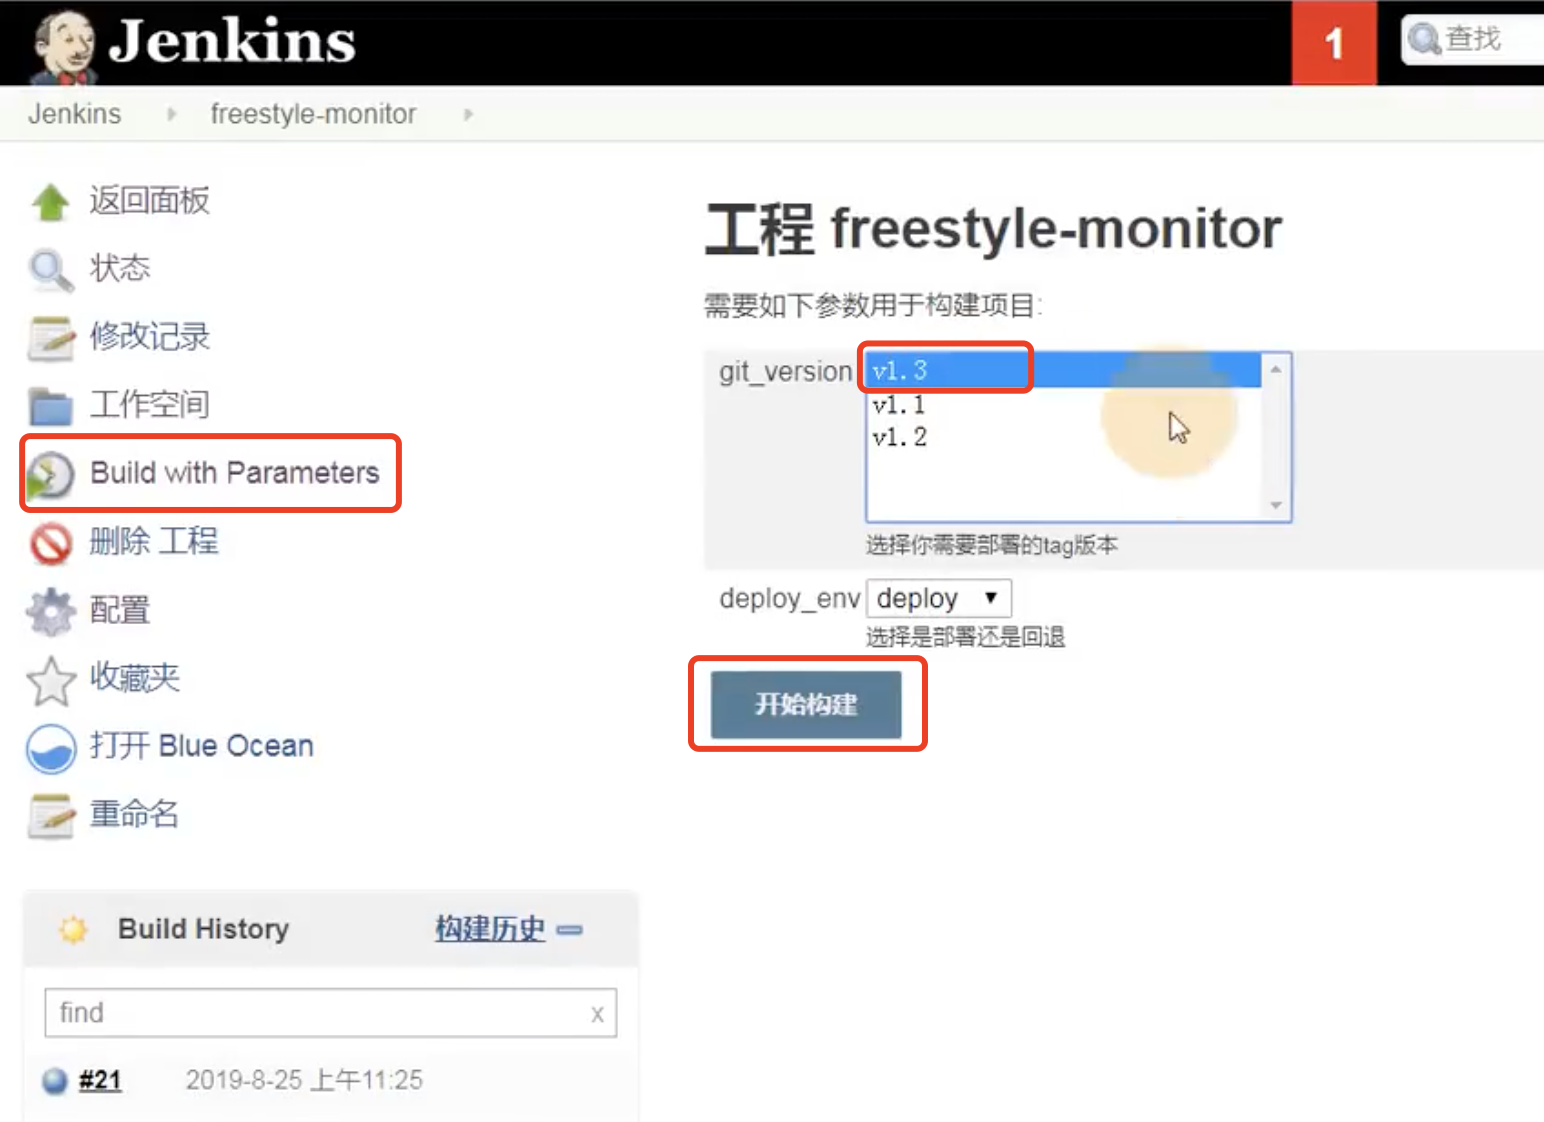 Jenkins
1
查找
Jenkins
freestyle-monitor
返回面板
状态
修改记录
工作空间
Build with Parameters
删除 工程
配置
收藏夹
打开 Blue Ocean
重命名
工程 freestyle-monitor
需要如下参数用于构建项目:
git_version
v1.3
v1.1
v1.2
选择你需要部署的tag版本
deploy_env
deploy
选择是部署还是回退
开始构建
Build History
构建历史
find
x
#21
2019-8-25 上午11:25